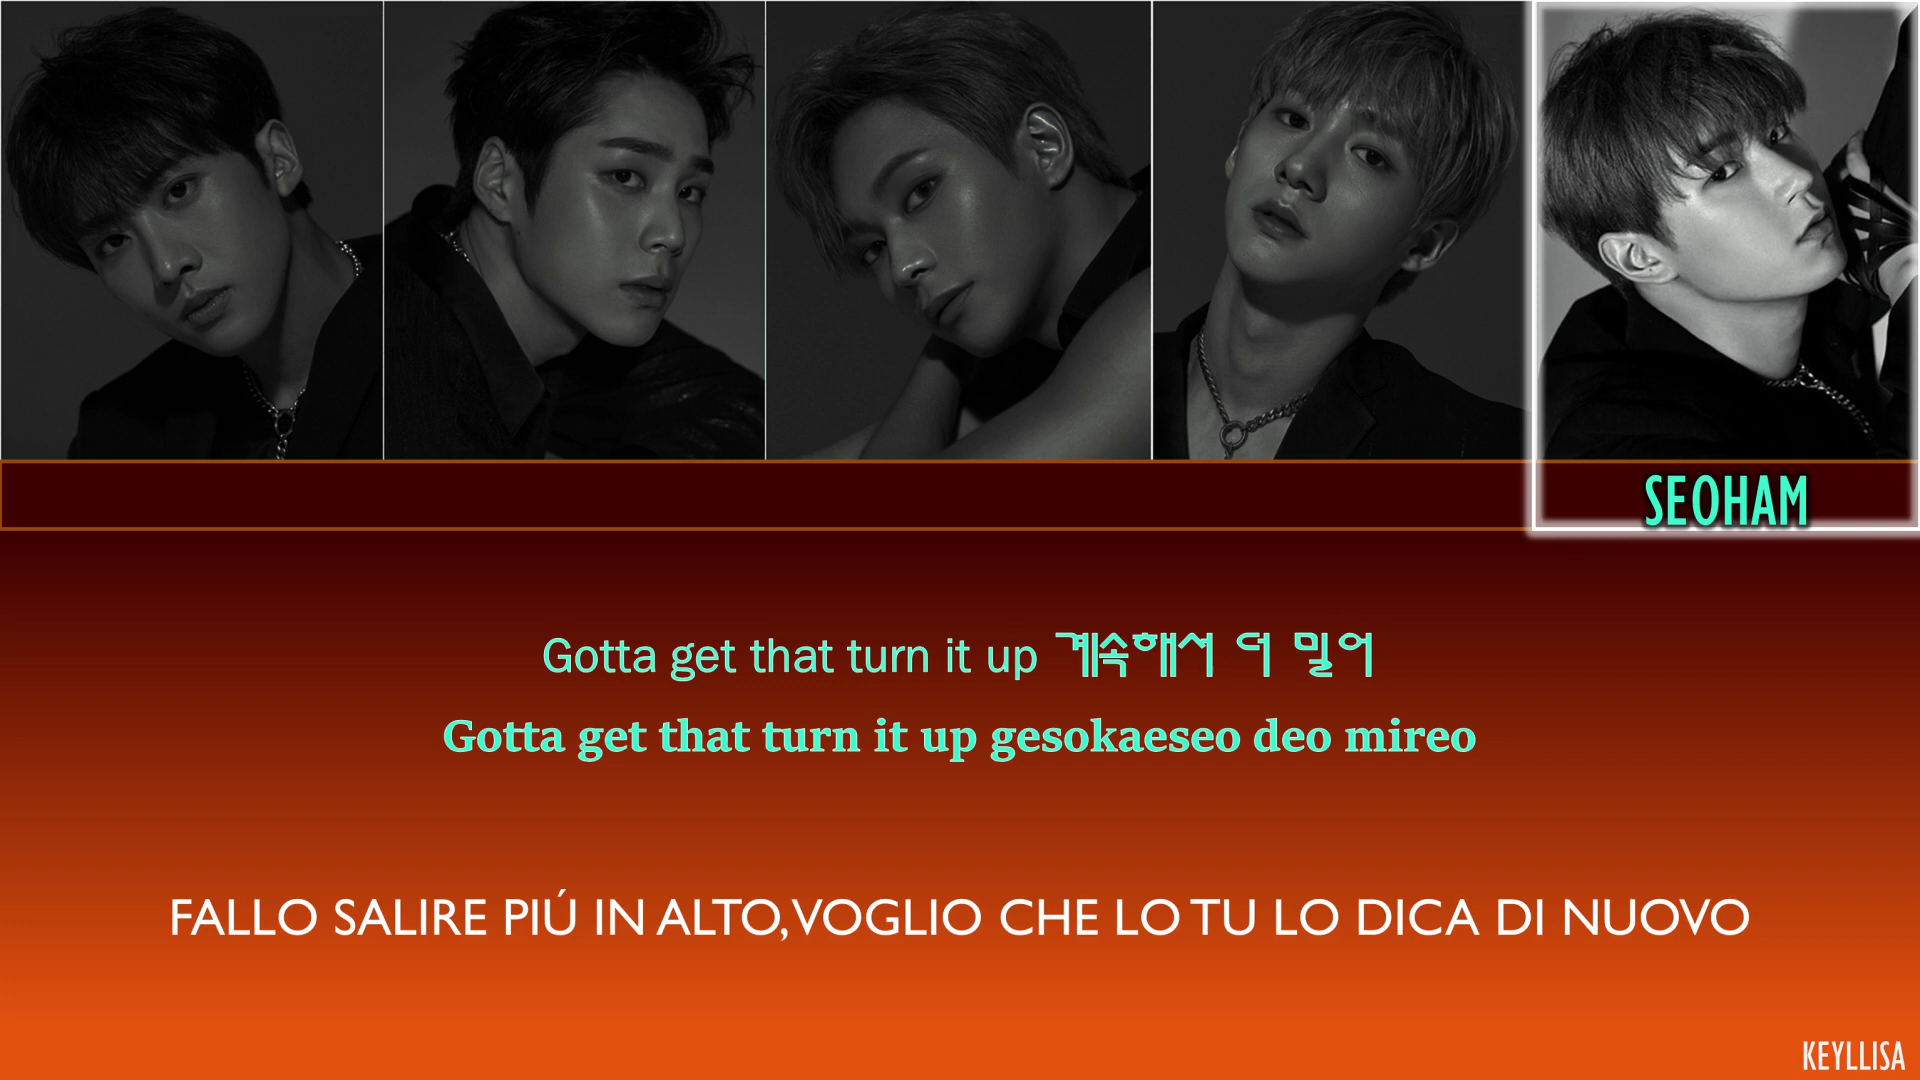 SEOHAM
Gotta get that turn it up 계속해서 더 밀어
Gotta get that turn it up gesokaeseo deo mireo
FALLO SALIRE PIÚ IN ALTO,VOGLIO CHE LO TU LO DICA DI NUOVO
KEYLLISA